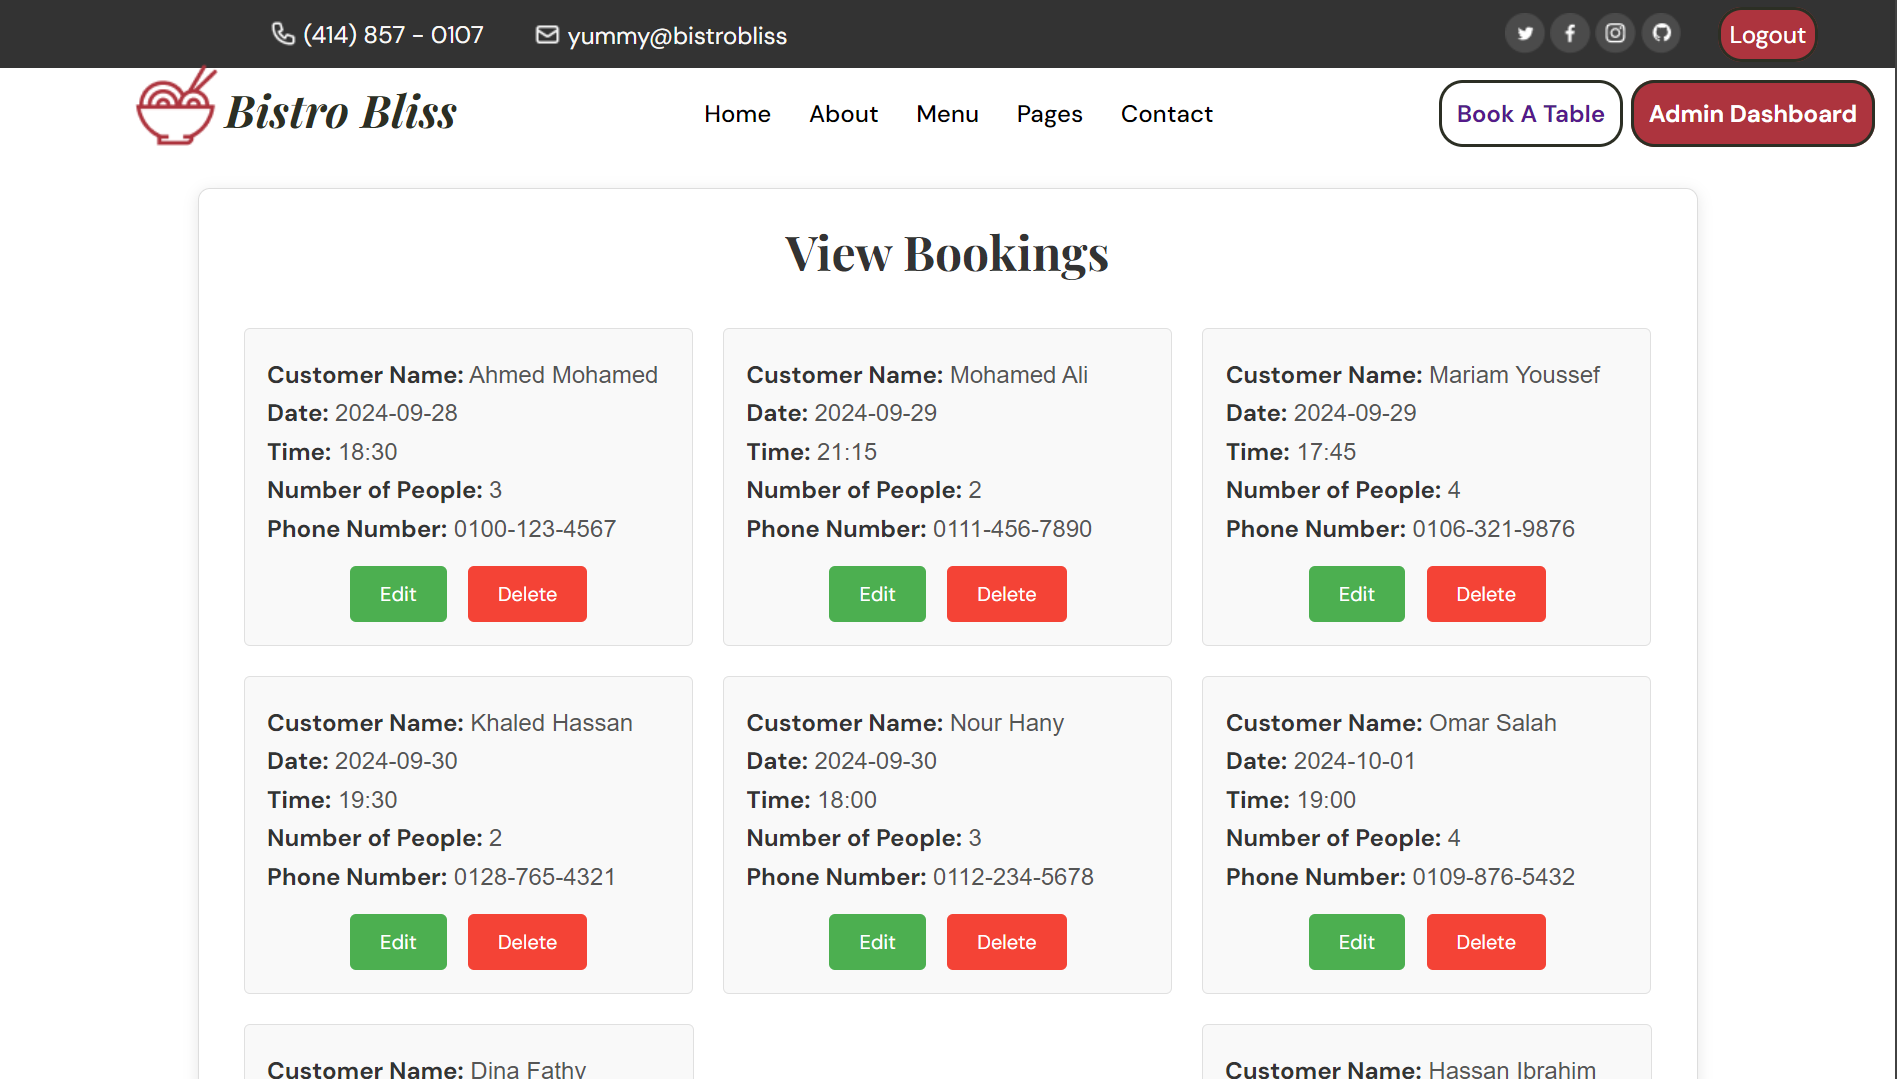 (414) 857 - 0107
yummy@bistrobliss
Logout
Bistro Bliss
Home
About
Menu
Pages
Contact
Book A Table
Admin Dashboard
View Bookings
Customer Name: Ahmed Mohamed
Date: 2024-09-28
Time: 18:30
Number of People: 3
Phone Number: 0100-123-4567
Edit
Delete
Customer Name: Mohamed Ali
Date: 2024-09-29
Time: 21:15
Number of People: 2
Phone Number: 0111-456-7890
Edit
Delete
Customer Name: Mariam Youssef
Date: 2024-09-29
Time: 17:45
Number of People: 4
Phone Number: 0106-321-9876
Edit
Delete
Customer Name: Khaled Hassan
Date: 2024-09-30
Time: 19:30
Number of People: 2
Phone Number: 0128-765-4321
Edit
Delete
Customer Name: Nour Hany
Date: 2024-09-30
Time: 18:00
Number of People: 3
Phone Number: 0112-234-5678
Edit
Delete
Customer Name: Omar Salah
Date: 2024-10-01
Time: 19:00
Number of People: 4
Phone Number: 0109-876-5432
Edit
Delete
Customer Name: Dina Fathy
Customer Name: Hassan Ibrahim